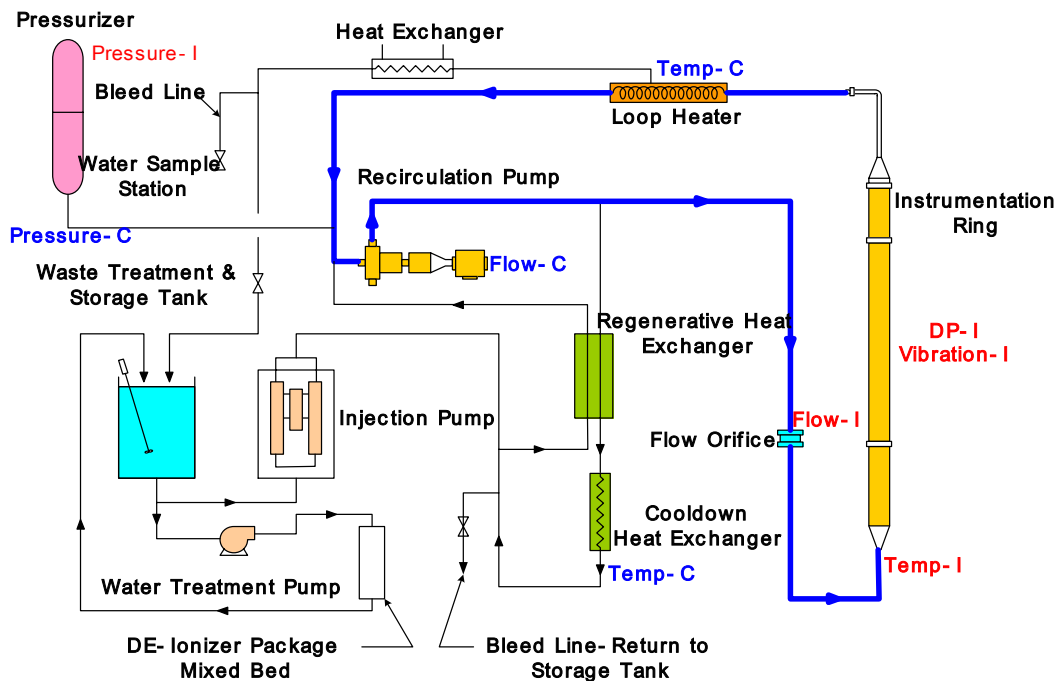 Pressurizer
Pressure- I
Bleed Line
Water Sample
Station
Pressure- C
Heat Exchanger
Temp- C
Loop Heater
Recirculation Pump
Flow- C
Instrumentation
Ring
Waste Treatment &
Storage Tank
Regenerative Heat
Exchanger
DP- I
Vibration- I
Injection Pump
Flow- I
Flow Orifice
Cooldown
Heat Exchanger
Temp- C
Temp- I
Water Treatment Pump
DE- Ionizer Package
Mixed Bed
Bleed Line- Return to
Storage Tank